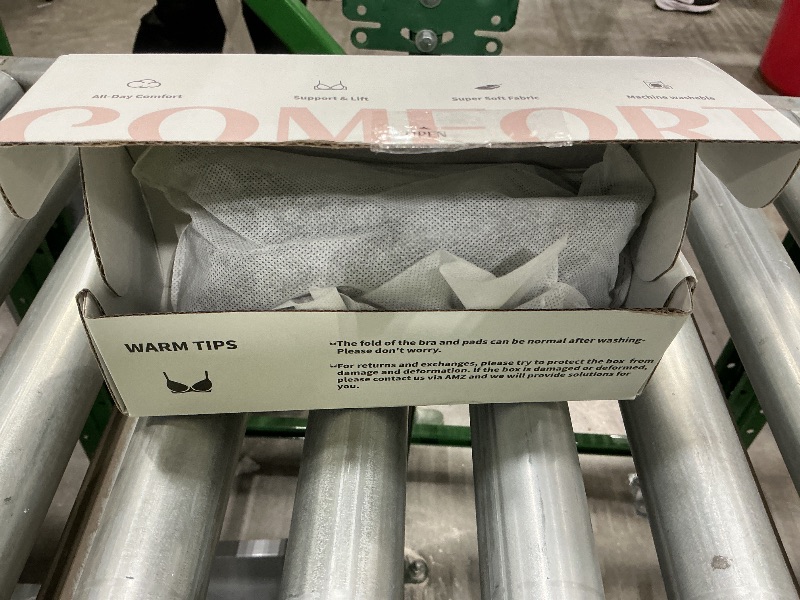 All-Day Comfort
Support & Lift
Super Soft Fabric
Machine washable
COMFORT
OPEN
WARM TIPS
The fold of the bra and pads can be normal after washing-
Please don't worry.
For returns and exchanges, please try to protect the box from
damage and deformation. If the box is damaged or deformed,
please contact us via AMZ and we will provide solutions for
you.